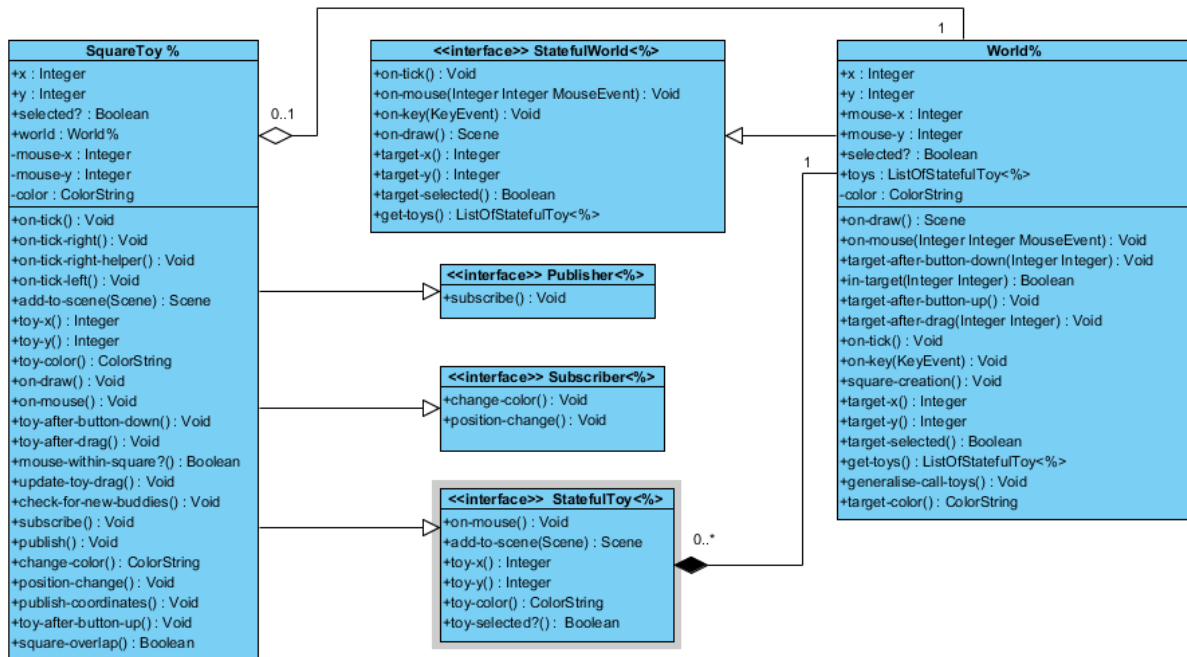 SquareToy %
+x : Integer
+y : Integer
+selected? : Boolean
+world : World%
-mouse-x : Integer
-mouse-y : Integer
-color : ColorString
+on-tick() : Void
+on-tick-right() : Void
+on-tick-right-helper() : Void
+on-tick-left() : Void
+add-to-scene(Scene) : Scene
+toy-x() : Integer
+toy-y() : Integer
+toy-color() : ColorString
+on-draw() : Void
+on-mouse() : Void
+toy-after-button-down() : Void
+toy-after-drag() : Void
+mouse-within-square?() : Boolean
+update-toy-drag() : Void
+check-for-new-buddies() : Void
+subscribe() : Void
+publish() : Void
+change-color() : ColorString
+position-change() : Void
+publish-coordinates() : Void
+toy-after-button-up() : Void
+square-overlap() : Boolean
0..1
1
<<interface>> StatefulWorld<%>
+on-tick() : Void
+on-mouse(Integer Integer MouseEvent) : Void
+on-key(KeyEvent) : Void
+on-draw() : Scene
+target-x() : Integer
+target-y() : Integer
+target-selected() : Boolean
+get-toys() : ListOfStatefulToy<%>
<<interface>> Publisher<%>
+subscribe() : Void
<<interface>> Subscriber<%>
+change-color() : Void
+position-change() : Void
<<interface>> StatefulToy<%>
+on-mouse() : Void
+add-to-scene(Scene) : Scene
+toy-x() : Integer
+toy-y() : Integer
+toy-color() : ColorString
+toy-selected?() : Boolean
0..*
1
World%
+x : Integer
+y : Integer
+mouse-x : Integer
+mouse-y : Integer
+selected? : Boolean
+toys : ListOfStatefulToy<%>
-color : ColorString
+on-draw() : Scene
+on-mouse(Integer Integer MouseEvent) : Void
+target-after-button-down(Integer Integer) : Void
+in-target(Integer Integer) : Boolean
+target-after-button-up() : Void
+target-after-drag(Integer Integer) : Void
+on-tick() : Void
+on-key(KeyEvent) : Void
+square-creation() : Void
+target-x() : Integer
+target-y() : Integer
+target-selected() : Boolean
+get-toys() : ListOfStatefulToy<%>
+generalise-call-toys() : Void
+target-color() : ColorString